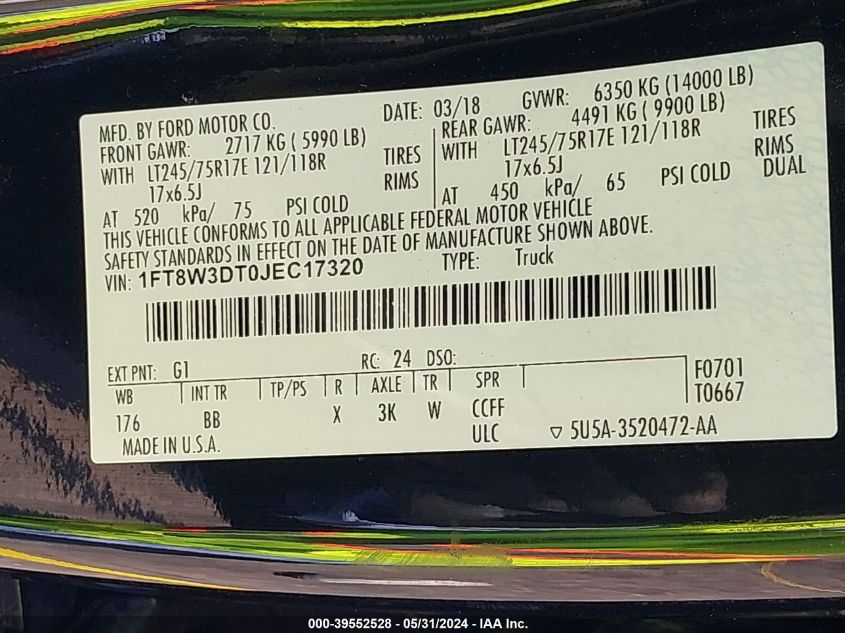 MFD. BY FORD MOTOR CO. DATE: 03/18 GVWR: 6350 KG (14000 LB)
FRONT GAWR: 2717 KG ( 5990 LB) REAR GAWR: 4491 KG ( 9900 LB)
WITH LT245/75R17E 121/118R TIRES WITH LT245/75R17E 121/118R TIRES
17x6.5J RIMS 17x6.5J RIMS
AT 520 kPa/ 75 PSI COLD AT 450 kPa/ 65 PSI COLD DUAL
THIS VEHICLE CONFORMS TO ALL APPLICABLE FEDERAL MOTOR VEHICLE
SAFETY STANDARDS IN EFFECT ON THE DATE OF MANUFACTURE SHOWN ABOVE.
VIN: 1FT8W3DT0JEC17320 TYPE: Truck
EXT PNT: G1 RC: 24 DSO:
WB INT TR TP/PS R AXLE TR SPR F0701
176 BB X 3K W CCFF T0667
ULC ▽ 5U5A-3520472-AA
MADE IN U.S.A.
000-39552528 - 05/31/2024 - IAA Inc.